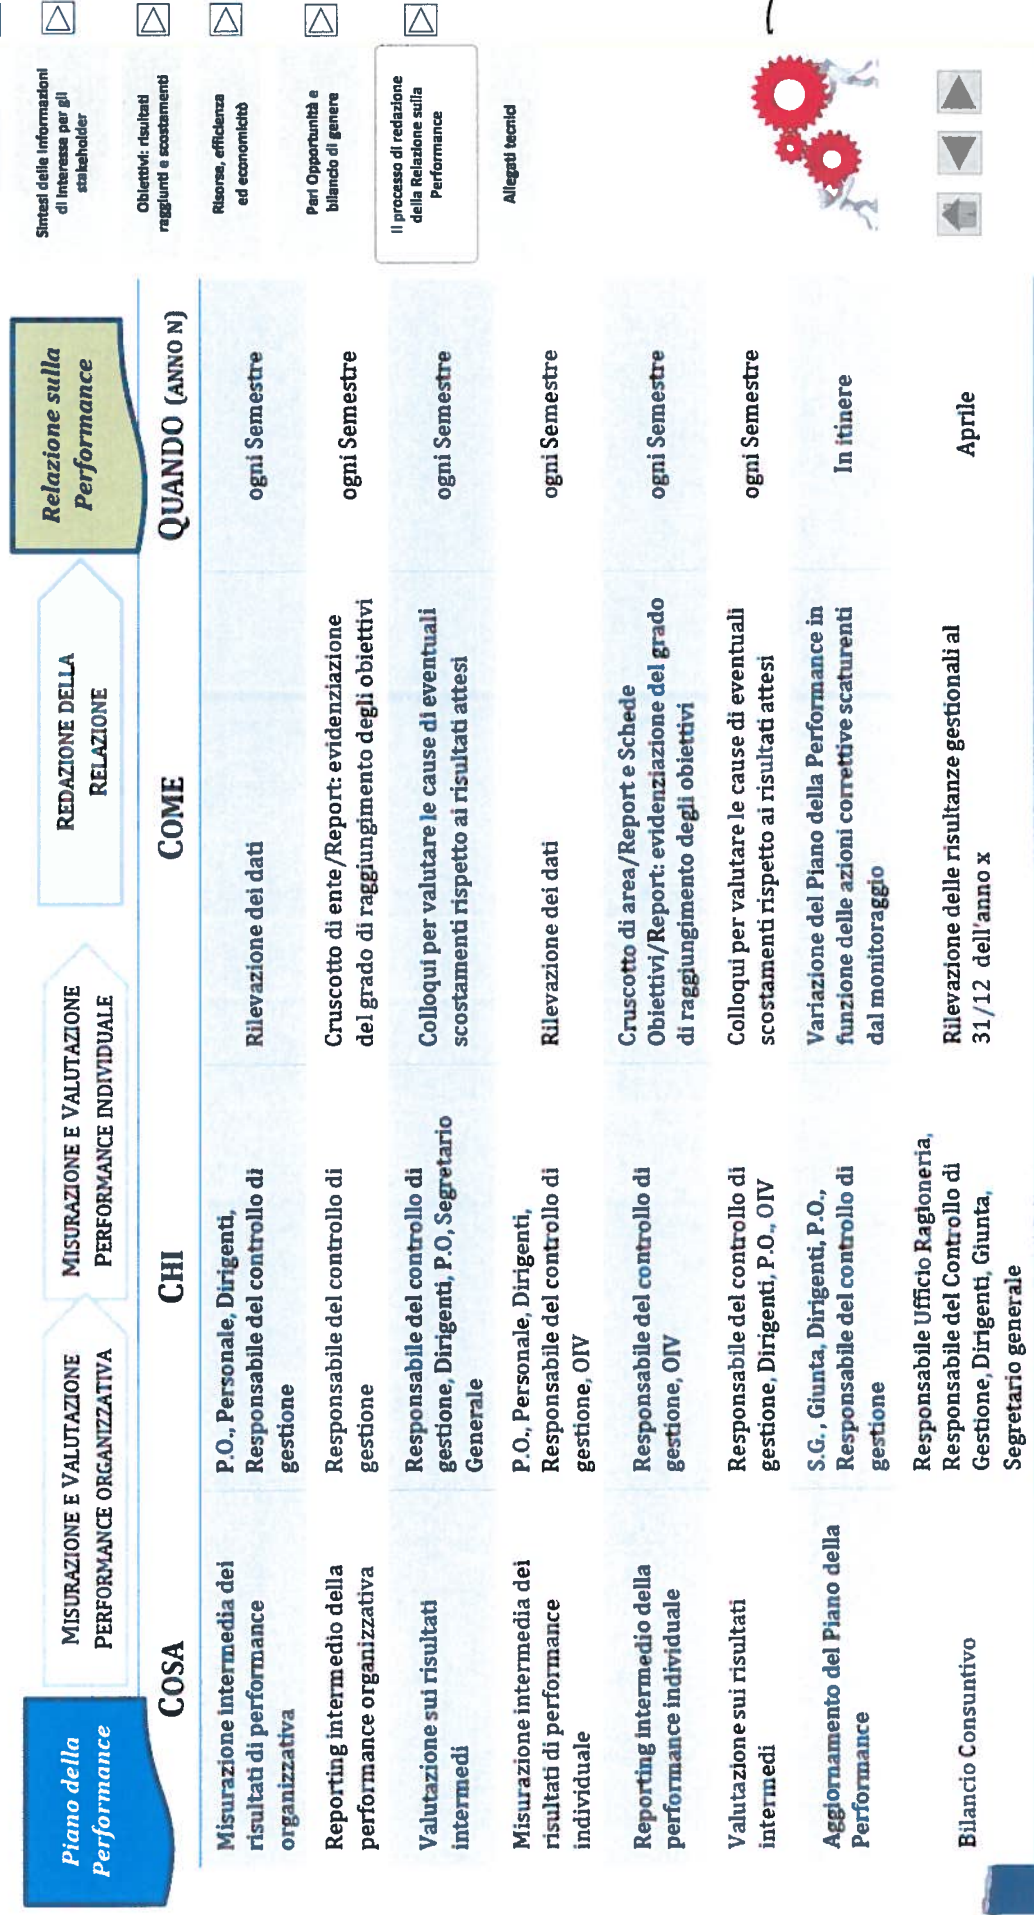 Piano della
Performance
MISURAZIONE E VALUTAZIONE
PERFORMANCE ORGANIZZATIVA
MISURAZIONE E VALUTAZIONE
PERFORMANCE INDIVIDUALE
REDAZIONE DELLA
RELAZIONE
Relazione sulla
Performance
COSA
CHI
COME
QUANDO (ANNO N)
Misurazione intermedia dei
risultati di performance
organizzativa
P.O., Personale, Dirigenti,
Responsabile del controllo di
gestione
Rilevazione dei dati
ogni Semestre
Reporting intermedio della
performance organizzativa
Responsabile del controllo di
gestione
Cruscotto di ente/Report: evidenziazione
del grado di raggiungimento degli obiettivi
ogni Semestre
Valutazione sui risultati
intermedi
Responsabile del controllo di
gestione, Dirigenti, P.O, Segretario
Generale
Colloqui per valutare le cause di eventuali
scostamenti rispetto ai risultati attesi
ogni Semestre
Misurazione intermedia dei
risultati di performance
individuale
P.O., Personale, Dirigenti,
Responsabile del controllo di
gestione, OIV
Rilevazione dei dati
ogni Semestre
Reporting intermedio della
performance individuale
Responsabile del controllo di
gestione, OIV
Cruscotto di area/Report e Schede
Obiettivi/Report: evidenziazione del grado
di raggiungimento degli obiettivi
ogni Semestre
Valutazione sui risultati
intermedi
Responsabile del controllo di
gestione, Dirigenti, P.O., OIV
Colloqui per valutare le cause di eventuali
scostamenti rispetto ai risultati attesi
ogni Semestre
Aggiornamento del Piano della
Performance
S.G., Giunta, Dirigenti, P.O.,
Responsabile del controllo di
gestione
Variazione del Piano della Performance in
funzione delle azioni correttive scaturenti
dal monitoraggio
In itinere
Bilancio Consuntivo
Responsabile Ufficio Ragioneria,
Responsabile del Controllo di
Gestione, Dirigenti, Giunta,
Segretario generale
Rilevazione delle risultanze gestionali al
31/12 dell'anno x
Aprile
Sintesi delle informazioni
di interesse per gli
stakeholder
Obiettivi: risultati
raggiunti e scostamenti
Risorse, efficienza
ed economicità
Pari Opportunità e
bilancio di genere
Il processo di redazione
della Relazione sulla
Performance
Allegati tecnici